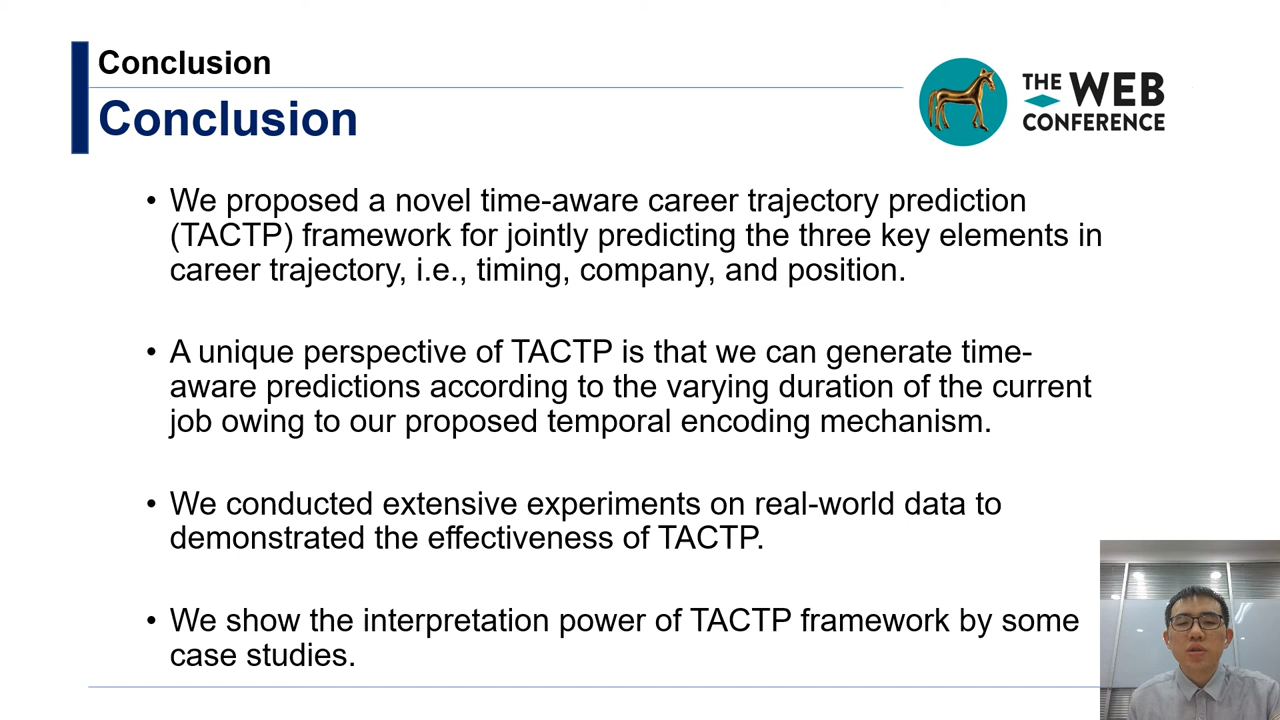 Conclusion
Conclusion
THE WEB
CONFERENCE
• We proposed a novel time-aware career trajectory prediction
(TACTP) framework for jointly predicting the three key elements in
career trajectory, i.e., timing, company, and position.
• A unique perspective of TACTP is that we can generate time-
aware predictions according to the varying duration of the current
job owing to our proposed temporal encoding mechanism.
• We conducted extensive experiments on real-world data to
demonstrated the effectiveness of TACTP.
• We show the interpretation power of TACTP framework by some
case studies.